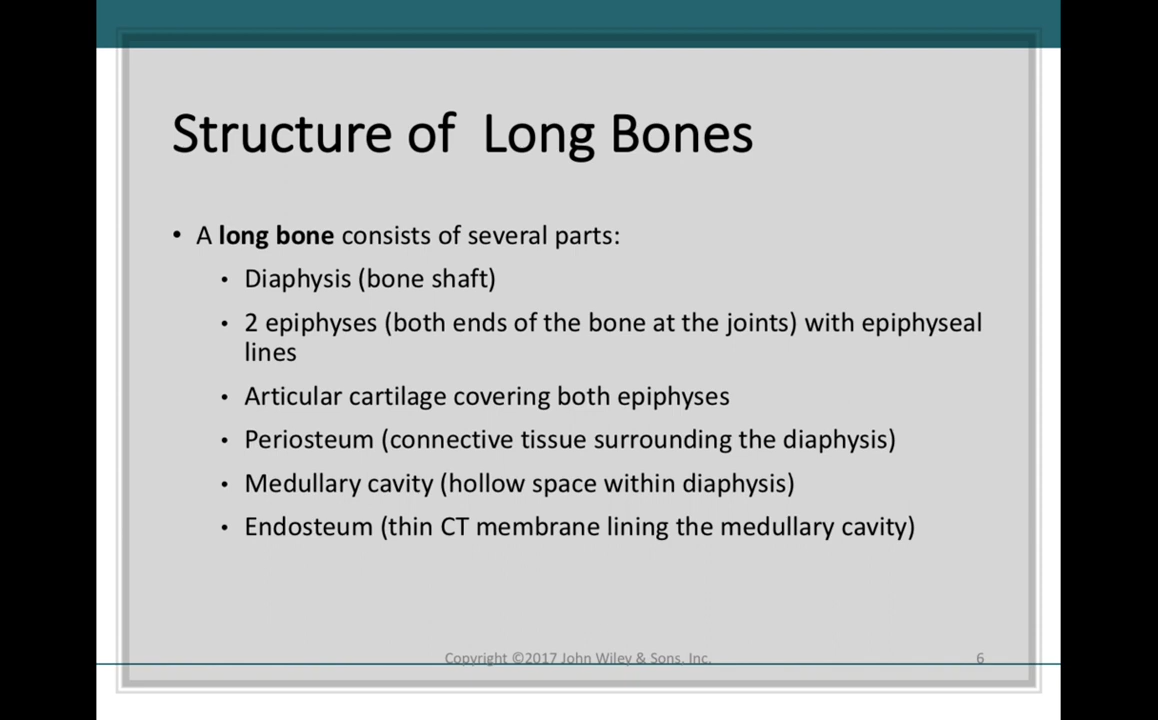 Structure of Long Bones
• A long bone consists of several parts:
• Diaphysis (bone shaft)
• 2 epiphyses (both ends of the bone at the joints) with epiphyseal
lines
• Articular cartilage covering both epiphyses
• Periosteum (connective tissue surrounding the diaphysis)
• Medullary cavity (hollow space within diaphysis)
• Endosteum (thin CT membrane lining the medullary cavity)
Copyright ©2017 John Wiley & Sons, Inc. 6